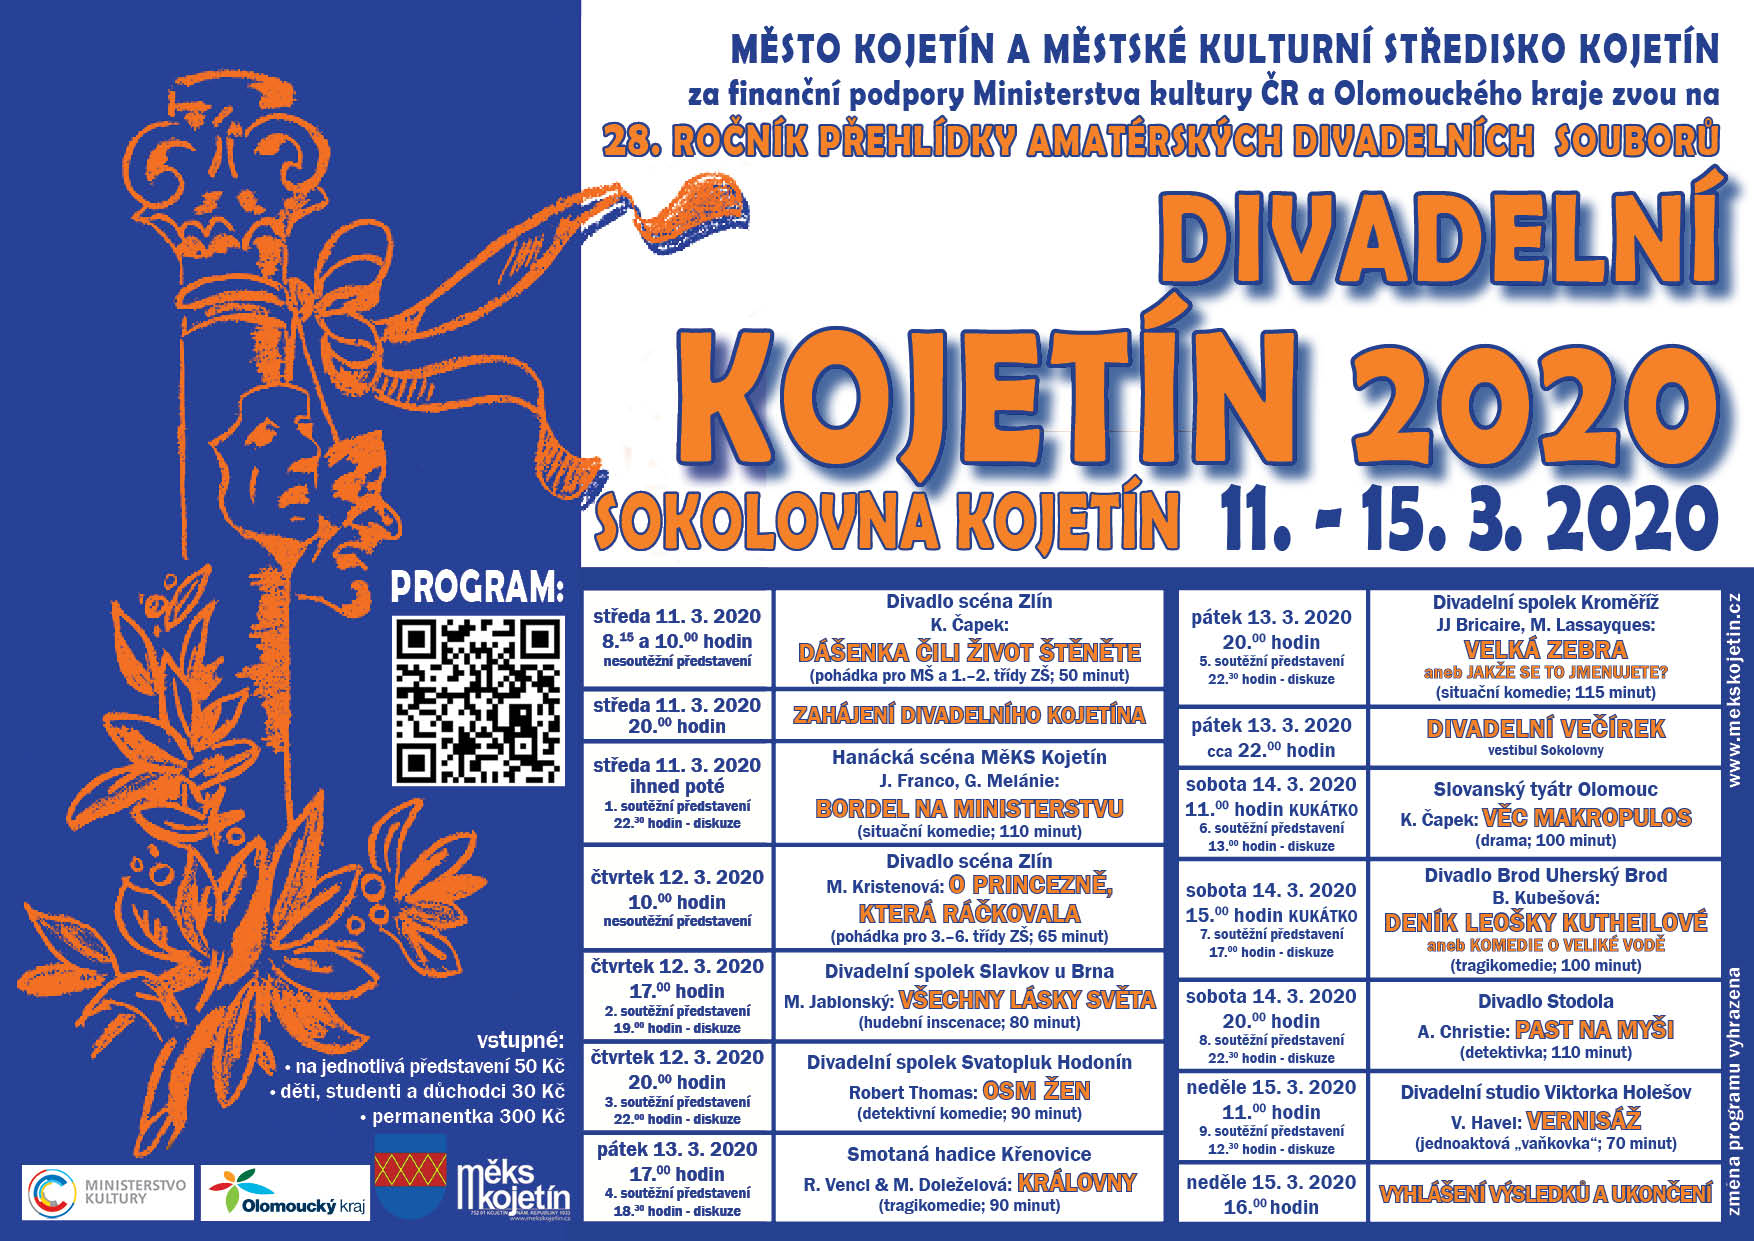 MĚSTO KOJETÍN A MĚSTSKÉ KULTURNÍ STŘEDISKO KOJETÍN
za finanční podpory Ministerstva kultury ČR a Olomouckého kraje zvou na
28. ROČNÍK PŘEHLÍDKY AMATÉRSKÝCH DIVADELNÍCH SOUBORŮ
DIVADELNÍ
KOJETÍN 2020
SOKOLOVNA KOJETÍN 11. - 15. 3. 2020
PROGRAM:
vstupné:
• na jednotlivá představení 50 Kč
• děti, studenti a důchodci 30 Kč
• permanentka 300 Kč
MINISTERSTVO
KULTURY
Olomoucký kraj
měks
kojetín
752 01 KOJETÍN NÁM. REPUBLIKY 1033
www.mekskojetin.cz
středa 11. 3. 2020
8.15 a 10.00 hodin
nesoutěžní představení
Divadlo scéna Zlín
K. Čapek:
DÁŠENKA ČILI ŽIVOT ŠTĚNĚTE
(pohádka pro MŠ a 1.–2. třídy ZŠ; 50 minut)
středa 11. 3. 2020
20.00 hodin
ZAHÁJENÍ DIVADELNÍHO KOJETÍNA
středa 11. 3. 2020
ihned poté
1. soutěžní představení
22.30 hodin - diskuze
Hanácká scéna MěKS Kojetín
J. Franco, G. Melánie:
BORDEL NA MINISTERSTVU
(situační komedie; 110 minut)
čtvrtek 12. 3. 2020
10.00 hodin
nesoutěžní představení
Divadlo scéna Zlín
M. Kristenová: O PRINCEZNĚ,
KTERÁ RÁČKOVALA
(pohádka pro 3.–6. třídy ZŠ; 65 minut)
čtvrtek 12. 3. 2020
17.00 hodin
2. soutěžní představení
19.00 hodin - diskuze
Divadelní spolek Slavkov u Brna
M. Jablonský: VŠECHNY LÁSKY SVĚTA
(hudební inscenace; 80 minut)
čtvrtek 12. 3. 2020
20.00 hodin
3. soutěžní představení
22.00 hodin - diskuze
Divadelní spolek Svatopluk Hodonín
Robert Thomas: OSM ŽEN
(detektivní komedie; 90 minut)
pátek 13. 3. 2020
17.00 hodin
4. soutěžní představení
18.30 hodin - diskuze
Smotaná hadice Křenovice
R. Vencl & M. Doleželová: KRÁLOVNY
(tragikomedie; 90 minut)
pátek 13. 3. 2020
20.00 hodin
5. soutěžní představení
22.30 hodin - diskuze
Divadelní spolek Kroměříž
JJ Bricaire, M. Lassayques:
VELKÁ ZEBRA
aneb JAKŽE SE TO JMENUJETE?
(situační komedie; 115 minut)
pátek 13. 3. 2020
cca 22.00 hodin
DIVADELNÍ VEČÍREK
vestibul Sokolovny
sobota 14. 3. 2020
11.00 hodin KUKÁTKO
6. soutěžní představení
13.00 hodin - diskuze
Slovanský tyátr Olomouc
K. Čapek: VĚC MAKROPULOS
(drama; 100 minut)
sobota 14. 3. 2020
15.00 hodin KUKÁTKO
7. soutěžní představení
17.00 hodin - diskuze
Divadlo Brod Uherský Brod
B. Kubešová:
DENÍK LEOŠKY KUTHEILOVÉ
aneb KOMEDIE O VELIKÉ VODĚ
(tragikomedie; 100 minut)
sobota 14. 3. 2020
20.00 hodin
8. soutěžní představení
22.30 hodin - diskuze
Divadlo Stodola
A. Christie: PAST NA MYŠI
(detektivka; 110 minut)
neděle 15. 3. 2020
11.00 hodin
9. soutěžní představení
12.30 hodin - diskuze
Divadelní studio Viktorka Holešov
V. Havel: VERNISÁŽ
(jednoaktová „vaňkovka“; 70 minut)
neděle 15. 3. 2020
16.00 hodin
VYHLÁŠENÍ VÝSLEDKŮ A UKONČENÍ
www.mekskojetin.cz
změna programu vyhrazena